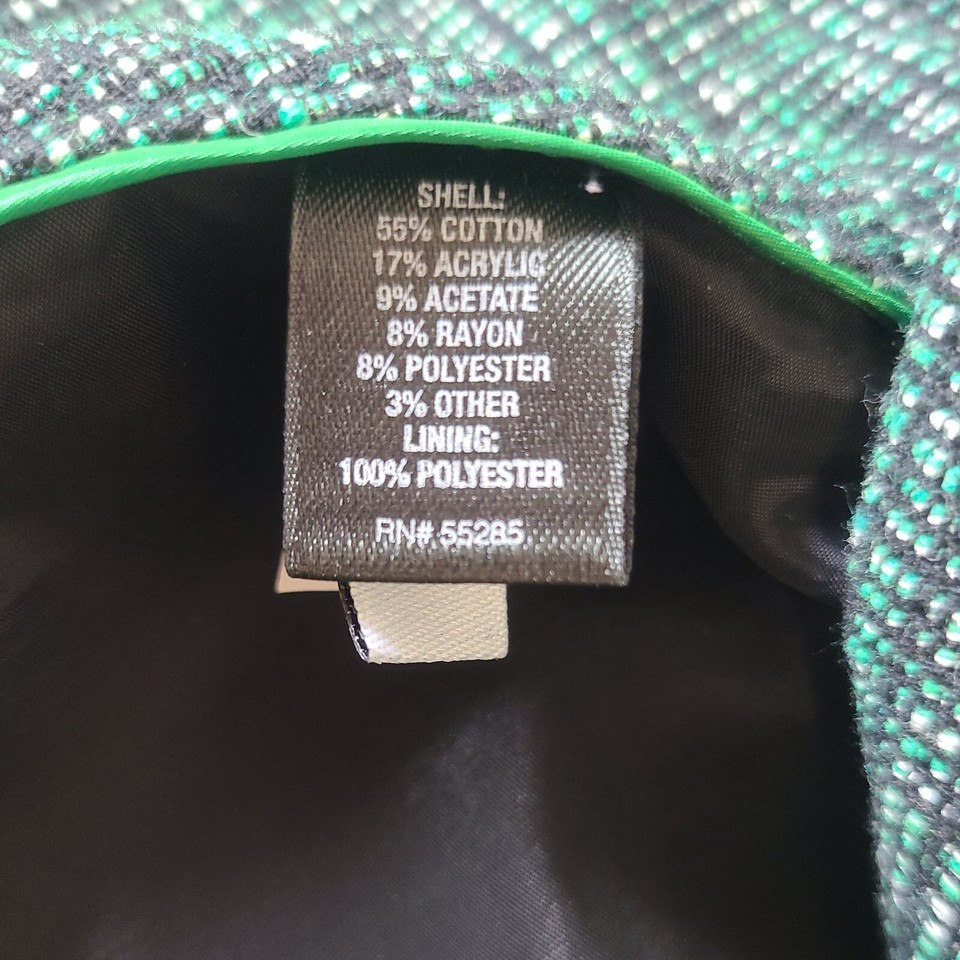 SHELL:
55% COTTON
17% ACRYLIC
9% ACETATE
8% RAYON
8% POLYESTER
3% OTHER
LINING:
100% POLYESTER
RN# 55285